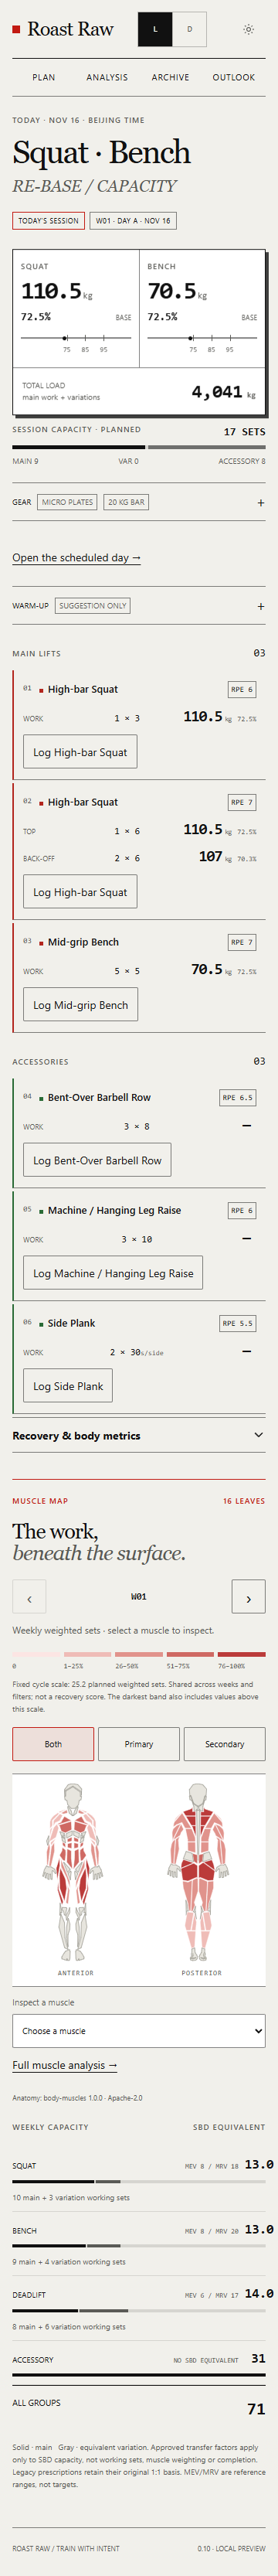 Roast Raw
L D
PLAN ANALYSIS ARCHIVE OUTLOOK
TODAY · NOV 16 · BEIJING TIME
Squat · Bench
RE-BASE / CAPACITY
TODAY'S SESSION W01 · DAY A · NOV 16
SQUAT BENCH
110.5 kg 70.5 kg
72.5% BASE 72.5% BASE
75 85 95 75 85 95
TOTAL LOAD
main work + variations
4,041 kg
SESSION CAPACITY · PLANNED 17 SETS
MAIN 9 VAR 0 ACCESSORY 8
GEAR MICRO PLATES 20 KG BAR +
Open the scheduled day →
WARM-UP SUGGESTION ONLY +
MAIN LIFTS 03
01 High-bar Squat RPE 6
WORK 1 × 3 110.5 kg 72.5%
Log High-bar Squat
02 High-bar Squat RPE 7
TOP 1 × 6 110.5 kg 72.5%
BACK-OFF 2 × 6 107 kg 70.3%
Log High-bar Squat
03 Mid-grip Bench RPE 7
WORK 5 × 5 70.5 kg 72.5%
Log Mid-grip Bench
ACCESSORIES 03
04 Bent-Over Barbell Row RPE 6.5
WORK 3 × 8 —
Log Bent-Over Barbell Row
05 Machine / Hanging Leg Raise RPE 6
WORK 3 × 10 —
Log Machine / Hanging Leg Raise
06 Side Plank RPE 5.5
WORK 2 × 30s/side —
Log Side Plank
Recovery & body metrics
MUSCLE MAP 16 LEAVES
The work,
beneath the surface.
‹ W01 ›
Weekly weighted sets · select a muscle to inspect.
0 1–25% 26–50% 51–75% 76–100%
Fixed cycle scale: 25.2 planned weighted sets. Shared across weeks and
filters; not a recovery score. The darkest band also includes values above
this scale.
Both Primary Secondary
ANTERIOR POSTERIOR
Inspect a muscle
Choose a muscle
Full muscle analysis →
Anatomy: body-muscles 1.0.0 · Apache-2.0
WEEKLY CAPACITY SBD EQUIVALENT
SQUAT MEV 8 / MRV 18 13.0
10 main + 3 variation working sets
BENCH MEV 8 / MRV 20 13.0
9 main + 4 variation working sets
DEADLIFT MEV 6 / MRV 17 14.0
8 main + 6 variation working sets
ACCESSORY NO SBD EQUIVALENT 31
ALL GROUPS 71
Solid · main Gray · equivalent variation. Approved transfer factors apply
only to SBD capacity, not working sets, muscle weighting or completion.
Legacy prescriptions retain their original 1:1 basis. MEV/MRV are reference
ranges, not targets.
ROAST RAW / TRAIN WITH INTENT 0.10 · LOCAL PREVIEW